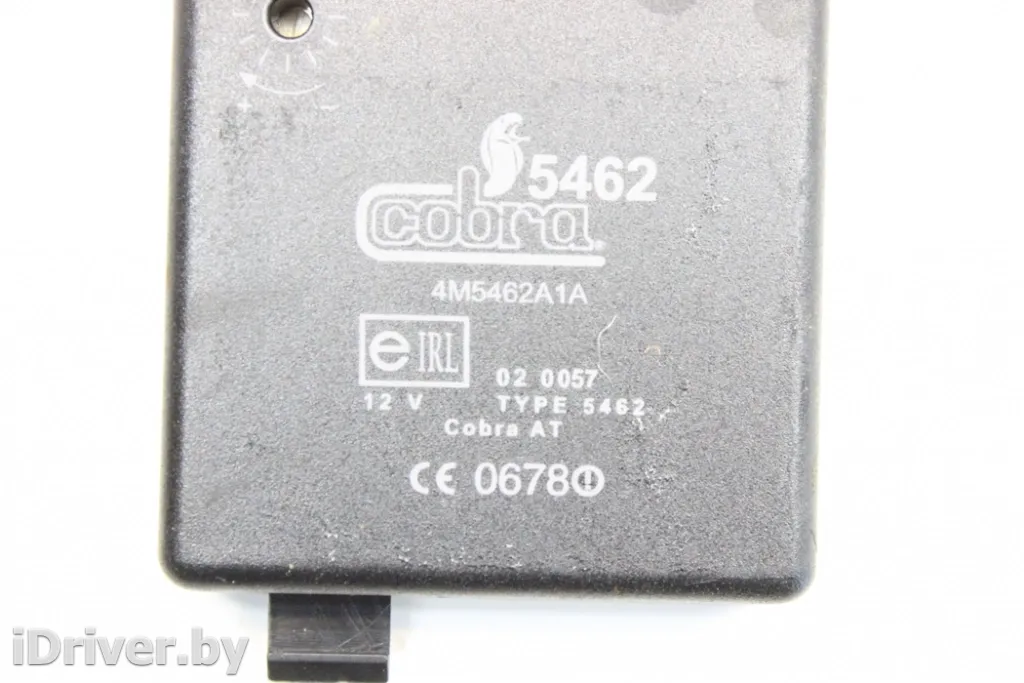 + -
5462
cobra®
4M5462A1A
e IRL
02 0057
12 V TYPE 5462
Cobra AT
CE 0678
iDriver.by